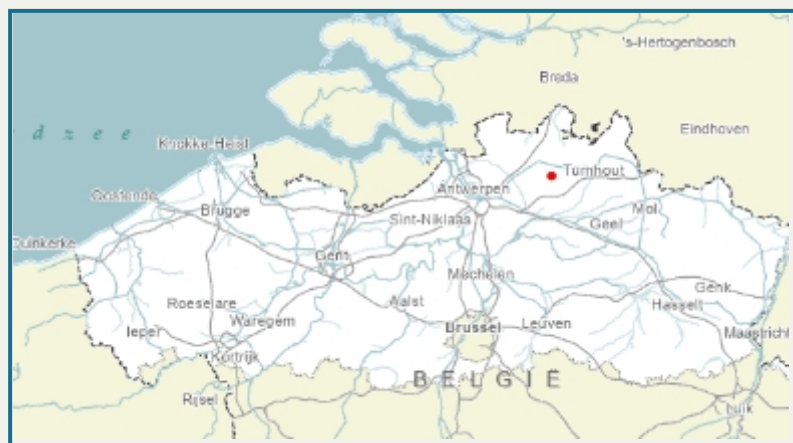 's-Hertogenbosch
Breda
d z e e
Eindhoven
Knokke-Heist
Turnhout
Oostende
Antwerpen
Brugge
Sint-Niklaas
Mol
Geel
Duinkerke
Gent
Mechelen
Genk
Roeselare
Aalst
Hasselt
Waregem
Ieper
Brussel
Leuven
Maastricht
Kortrijk
BELGIË
Rijsel
Luik